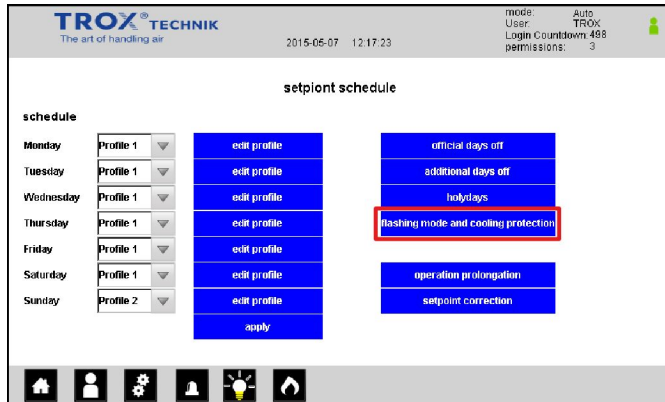 TROX® TECHNIK
The art of handling air
2015-05-07 12:17:23
mode: Auto
User: TROX
Login Countdown: 498
permissions: 3
setpiont schedule
schedule
Monday Profile 1 edit profile official days off
Tuesday Profile 1 edit profile additional days off
Wednesday Profile 1 edit profile holydays
Thursday Profile 1 edit profile flashing mode and cooling protection
Friday Profile 1 edit profile
Saturday Profile 1 edit profile operation prolongation
Sunday Profile 2 edit profile setpoint correction
apply